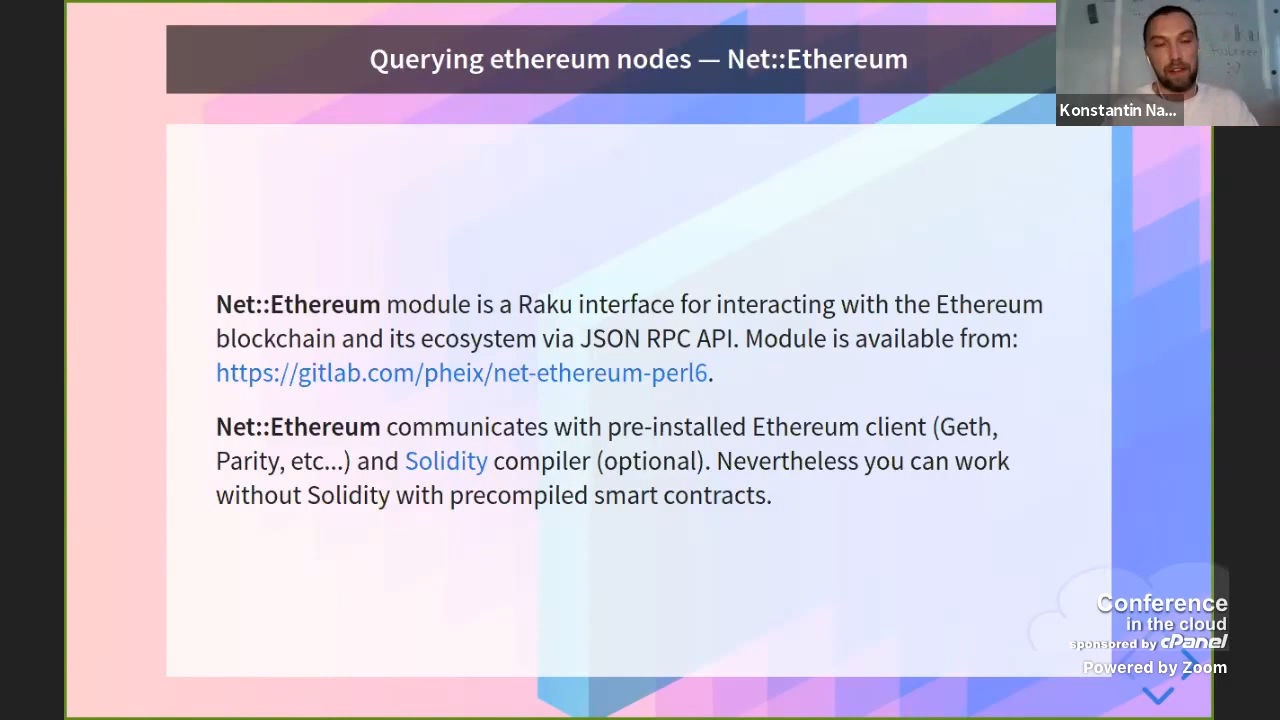 Querying ethereum nodes — Net::Ethereum
Konstantin Na...
Net::Ethereum module is a Raku interface for interacting with the Ethereum
blockchain and its ecosystem via JSON RPC API. Module is available from:
https://gitlab.com/pheix/net-ethereum-perl6.
Net::Ethereum communicates with pre-installed Ethereum client (Geth,
Parity, etc...) and Solidity compiler (optional). Nevertheless you can work
without Solidity with precompiled smart contracts.
Conference
in the cloud
sponsored by cPanel
Powered by Zoom